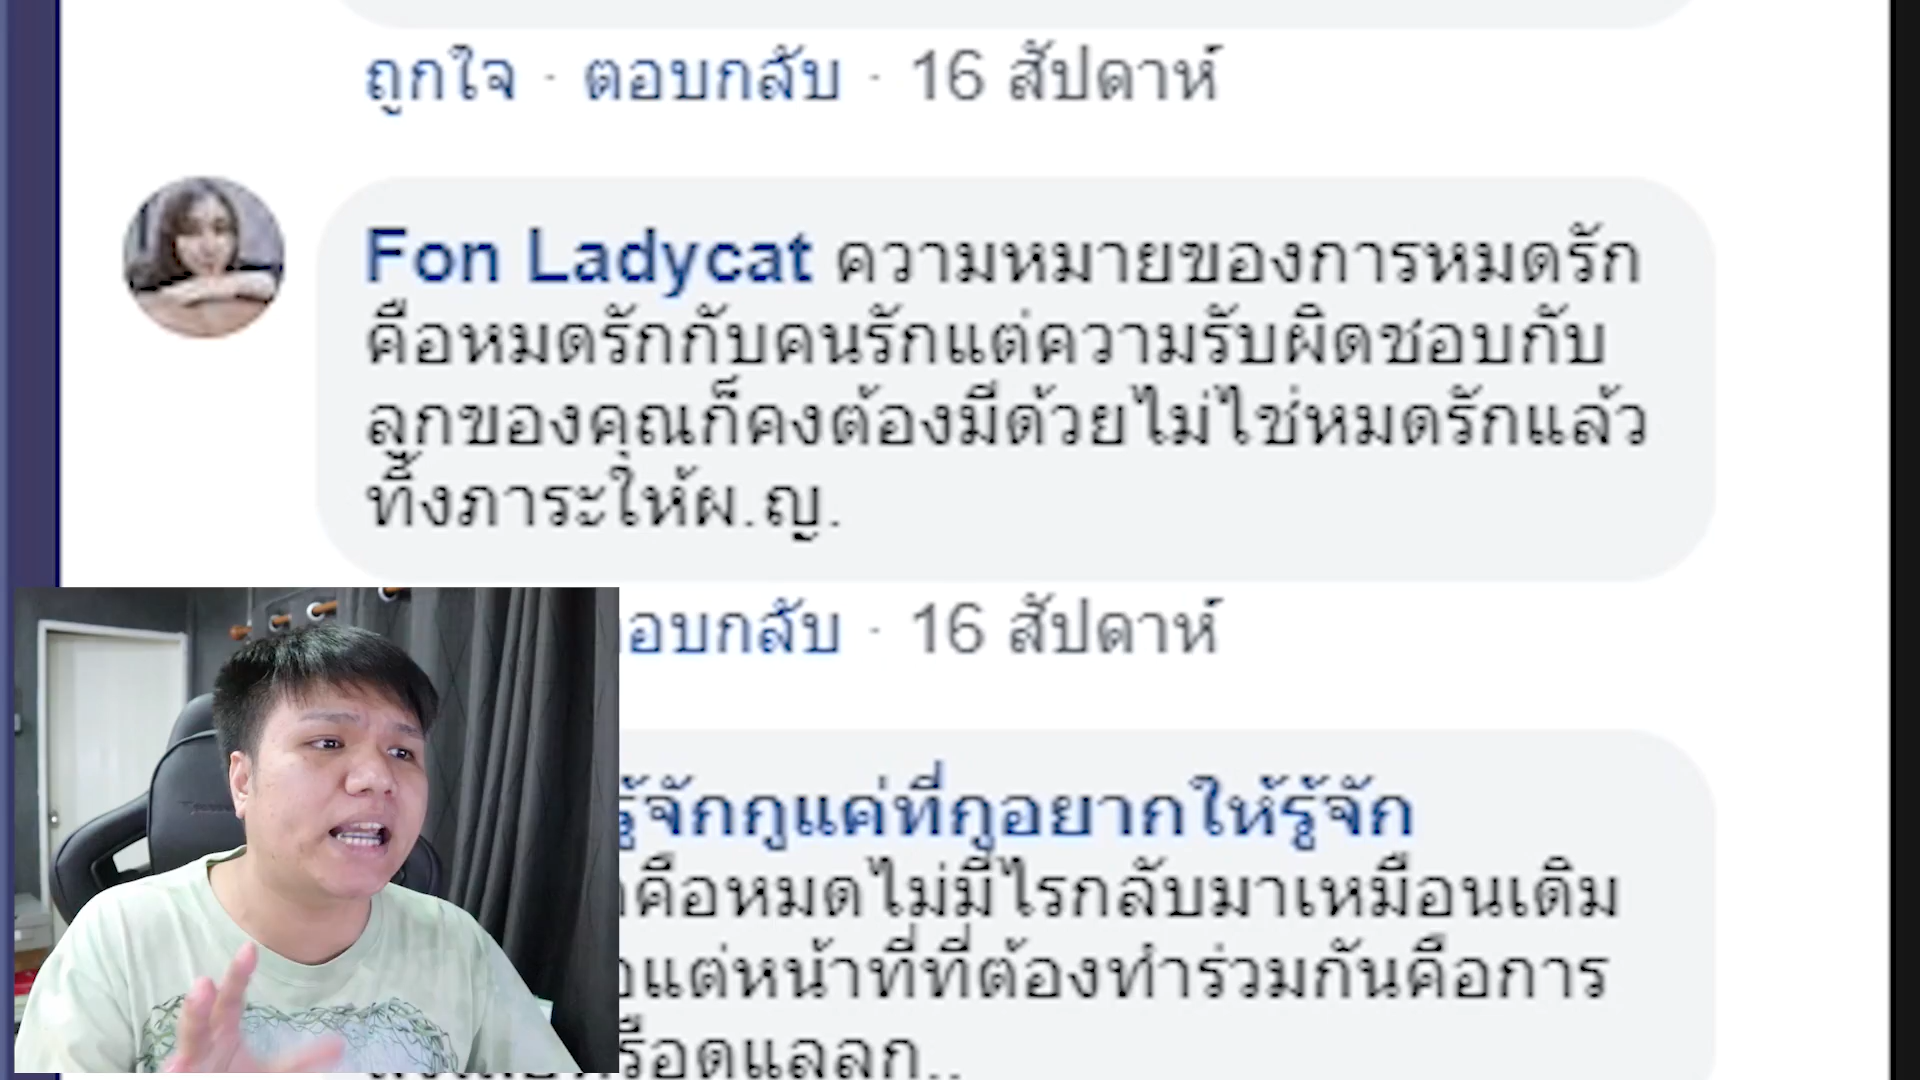 ถูกใจ · ตอบกลับ · 16 สัปดาห์
Fon Ladycat ความหมายของการหมดรัก
คือหมดรักกับคนรักแต่ความรับผิดชอบกับ
ลูกของคุณก็คงต้องมีด้วยไม่ไช่หมดรักแล้ว
ทิ้งภาระให้ผ.ญ.
อบกลับ · 16 สัปดาห์
รู้จักกูแค่ที่กูอยากให้รู้จัก
คือหมดไม่มีไรกลับมาเหมือนเดิม
แต่หน้าที่ที่ต้องทำร่วมกันคือการ
ดูแลลูก..